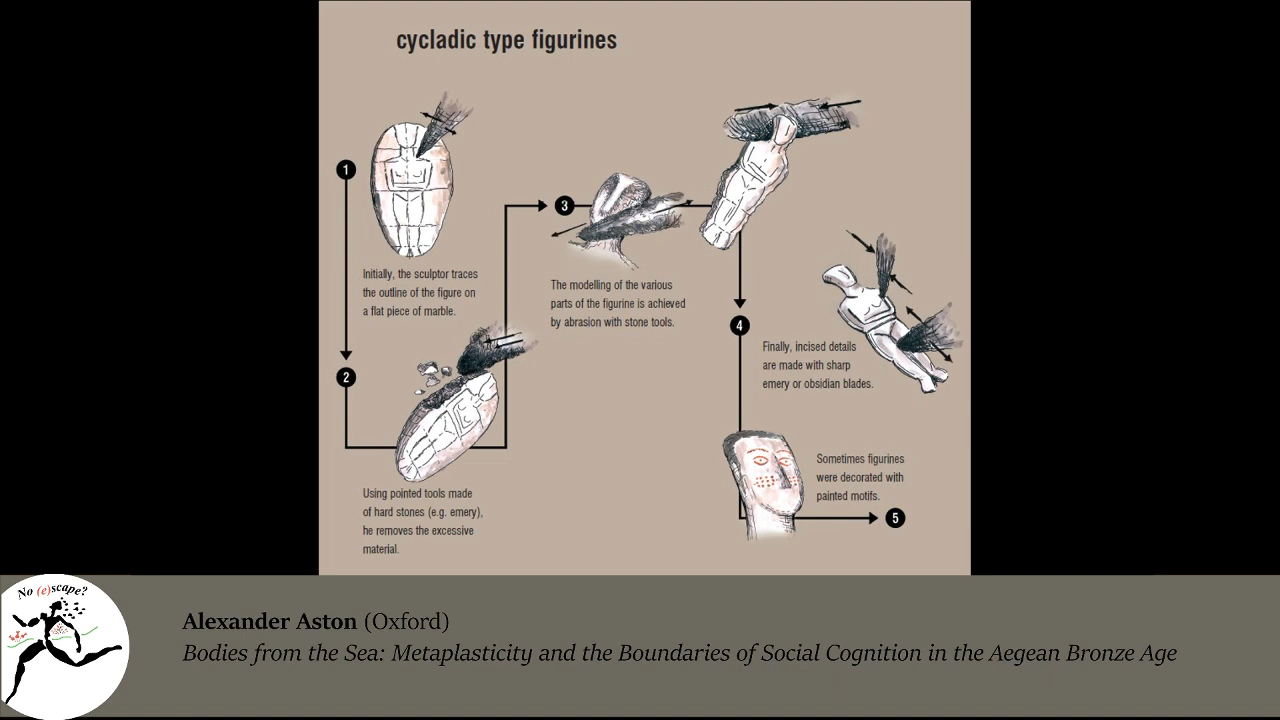 cycladic type figurines
1
Initially, the sculptor traces
the outline of the figure on
a flat piece of marble.
2
Using pointed tools made
of hard stones (e.g. emery),
he removes the excessive
material.
3
The modelling of the various
parts of the figurine is achieved
by abrasion with stone tools.
4
Finally, incised details
are made with sharp
emery or obsidian blades.
Sometimes figurines
were decorated with
painted motifs.
5
No (e)scape?
Alexander Aston (Oxford)
Bodies from the Sea: Metaplasticity and the Boundaries of Social Cognition in the Aegean Bronze Age